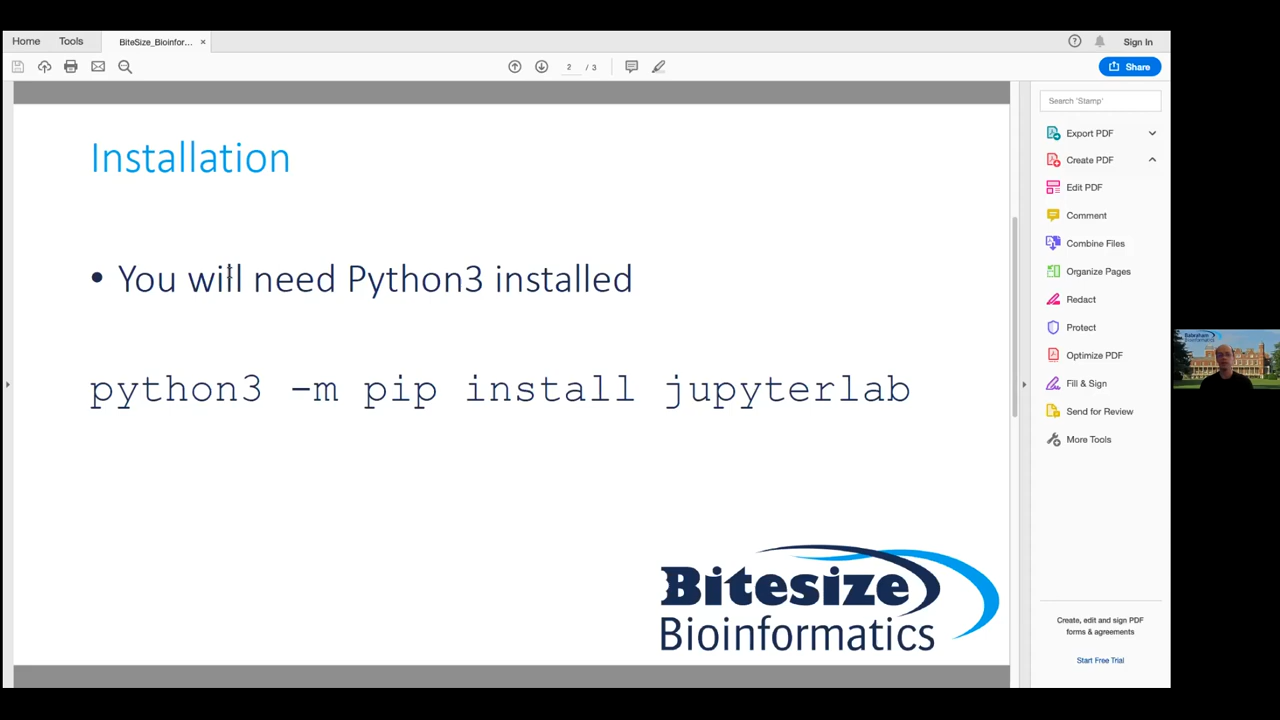 Home
Tools
BiteSize_Bioinfor...
Sign In
2
/ 3
Share
Installation
• You will need Python3 installed
python3 -m pip install jupyterlab
Bitesize
Bioinformatics
Search 'Stamp'
Export PDF
Create PDF
Edit PDF
Comment
Combine Files
Organize Pages
Redact
Protect
Optimize PDF
Fill & Sign
Send for Review
More Tools
Create, edit and sign PDF
forms & agreements
Start Free Trial
Babraham
Bioinformatics